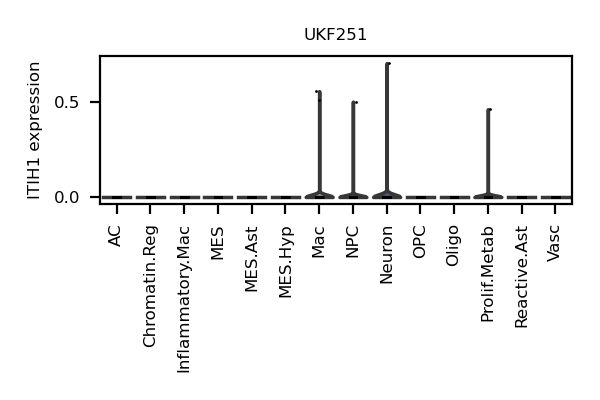 UKF251
ITIH1 expression
0.5
0.0
AC
Chromatin.Reg
Inflammatory.Mac
MES
MES.Ast
MES.Hyp
Mac
NPC
Neuron
OPC
Oligo
Prolif.Metab
Reactive.Ast
Vasc